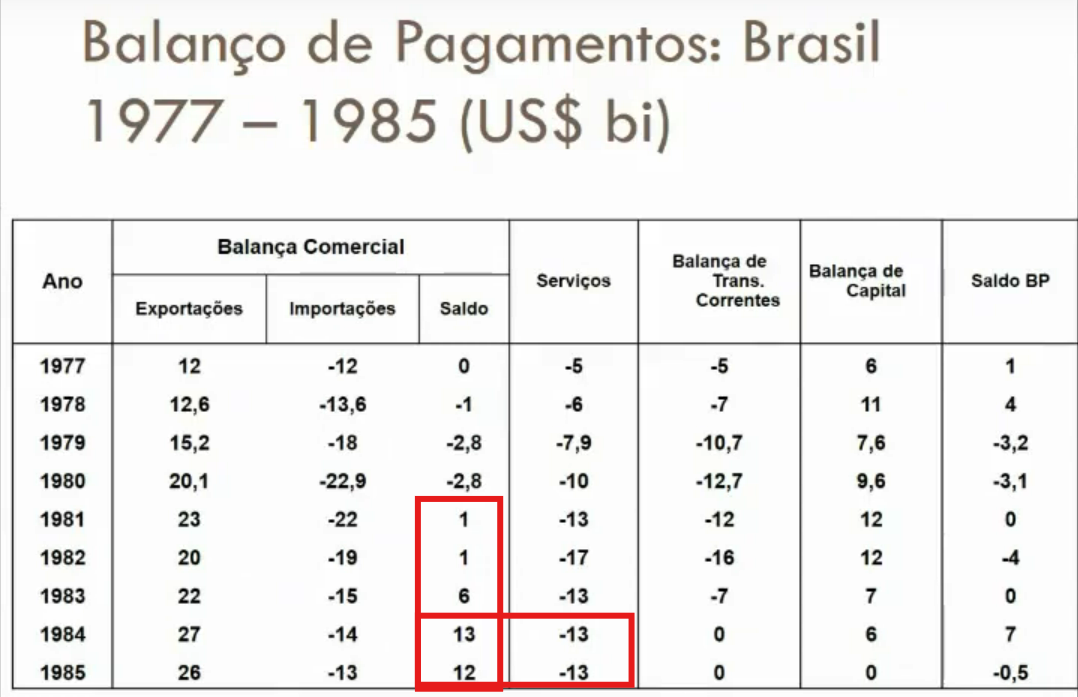 Balanço de Pagamentos: Brasil
1977 – 1985 (US$ bi)
Ano Balança Comercial Serviços Balança de Trans. Correntes Balança de Capital Saldo BP
Exportações Importações Saldo
1977 12 -12 0 -5 -5 6 1
1978 12,6 -13,6 -1 -6 -7 11 4
1979 15,2 -18 -2,8 -7,9 -10,7 7,6 -3,2
1980 20,1 -22,9 -2,8 -10 -12,7 9,6 -3,1
1981 23 -22 1 -13 -12 12 0
1982 20 -19 1 -17 -16 12 -4
1983 22 -15 6 -13 -7 7 0
1984 27 -14 13 -13 0 6 7
1985 26 -13 12 -13 0 0 -0,5